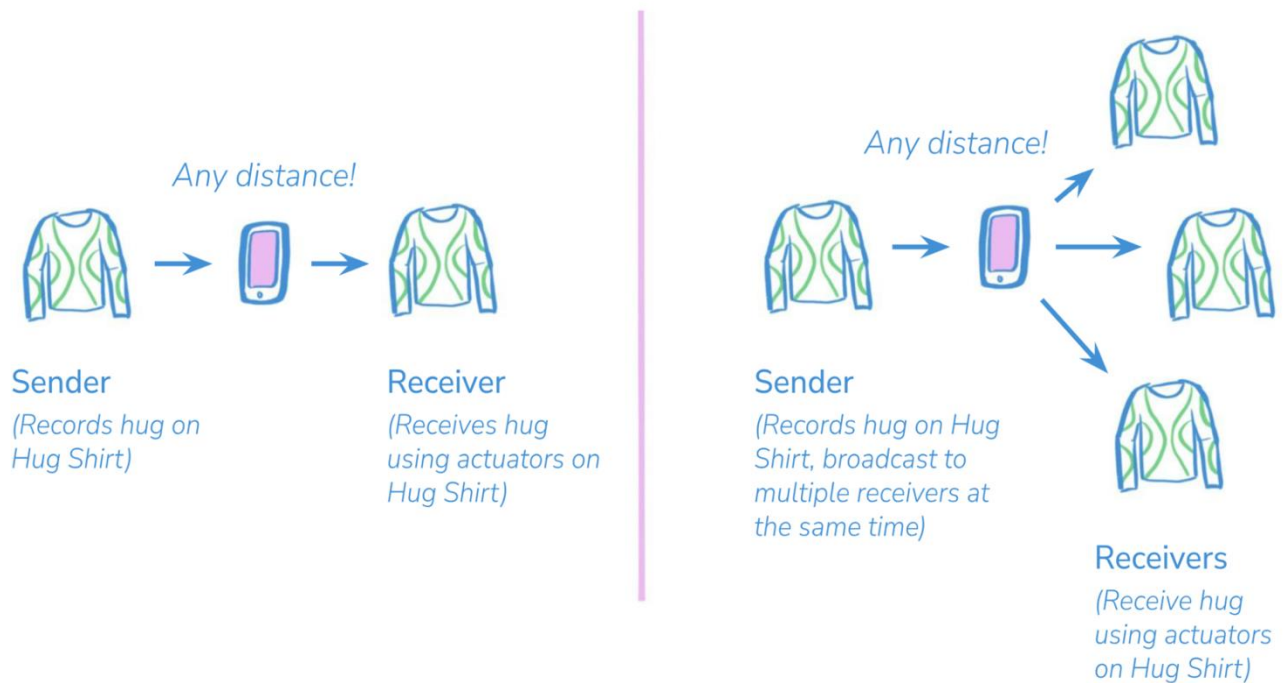 Any distance!
Sender
(Records hug on
Hug Shirt)
Receiver
(Receives hug
using actuators on
Hug Shirt)
Any distance!
Sender
(Records hug on Hug
Shirt, broadcast to
multiple receivers at
the same time)
Receivers
(Receive hug
using actuators
on Hug Shirt)